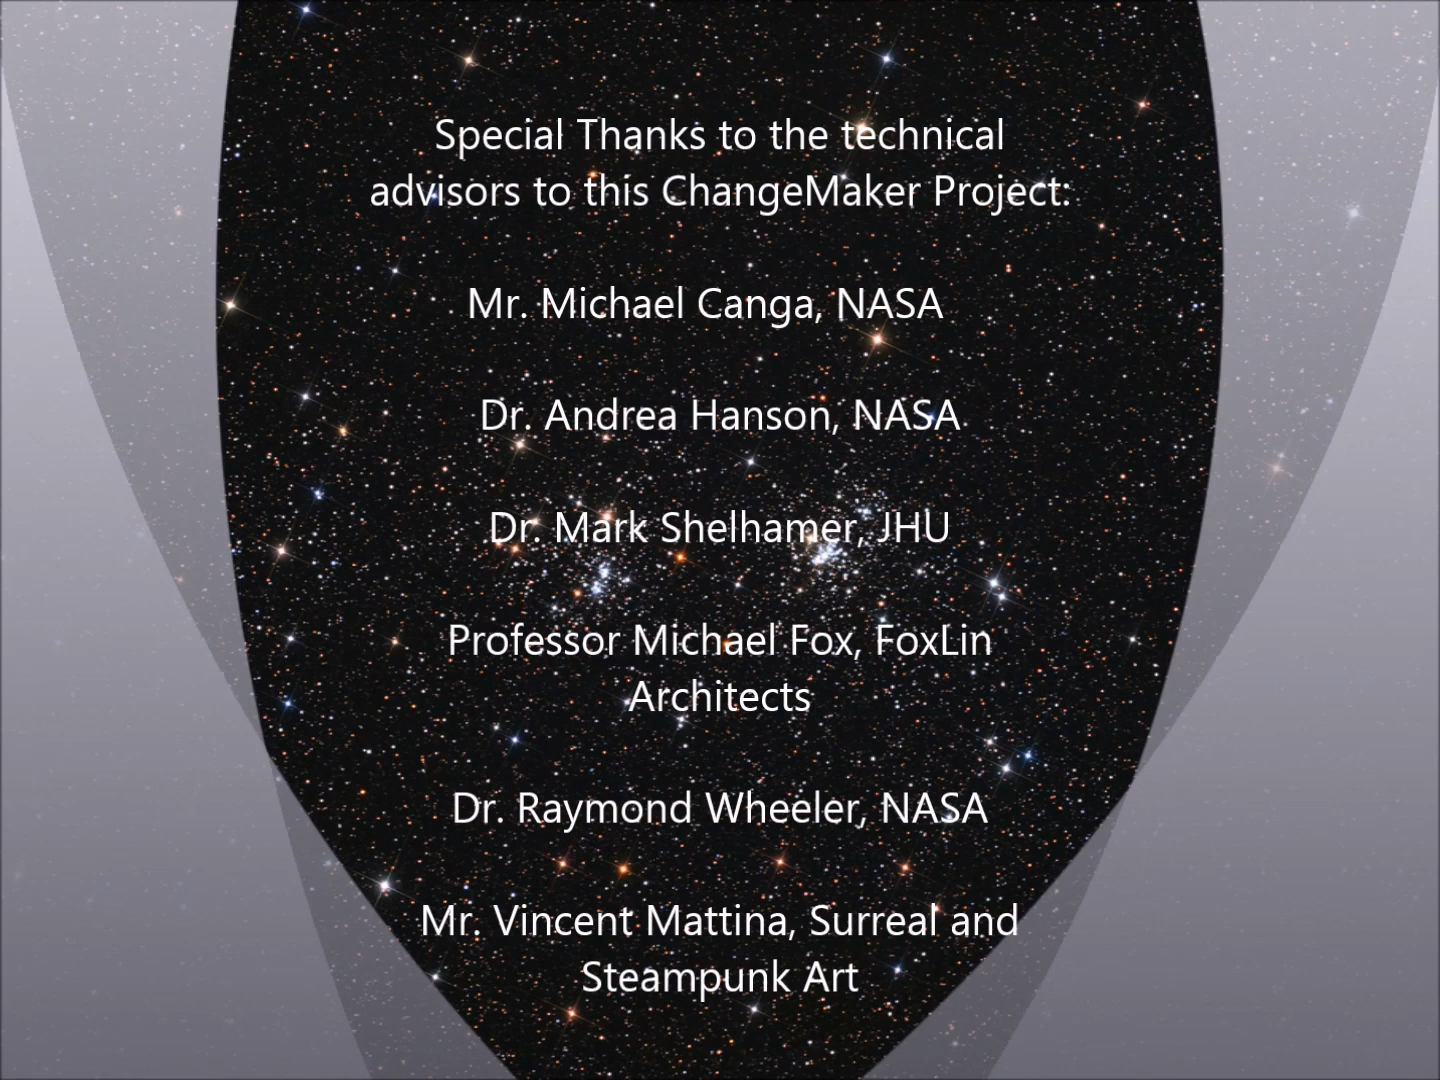 Special Thanks to the technical
advisors to this ChangeMaker Project:
Mr. Michael Canga, NASA
Dr. Andrea Hanson, NASA
Dr. Mark Shelhamer, JHU
Professor Michael Fox, FoxLin
Architects
Dr. Raymond Wheeler, NASA
Mr. Vincent Mattina, Surreal and
Steampunk Art